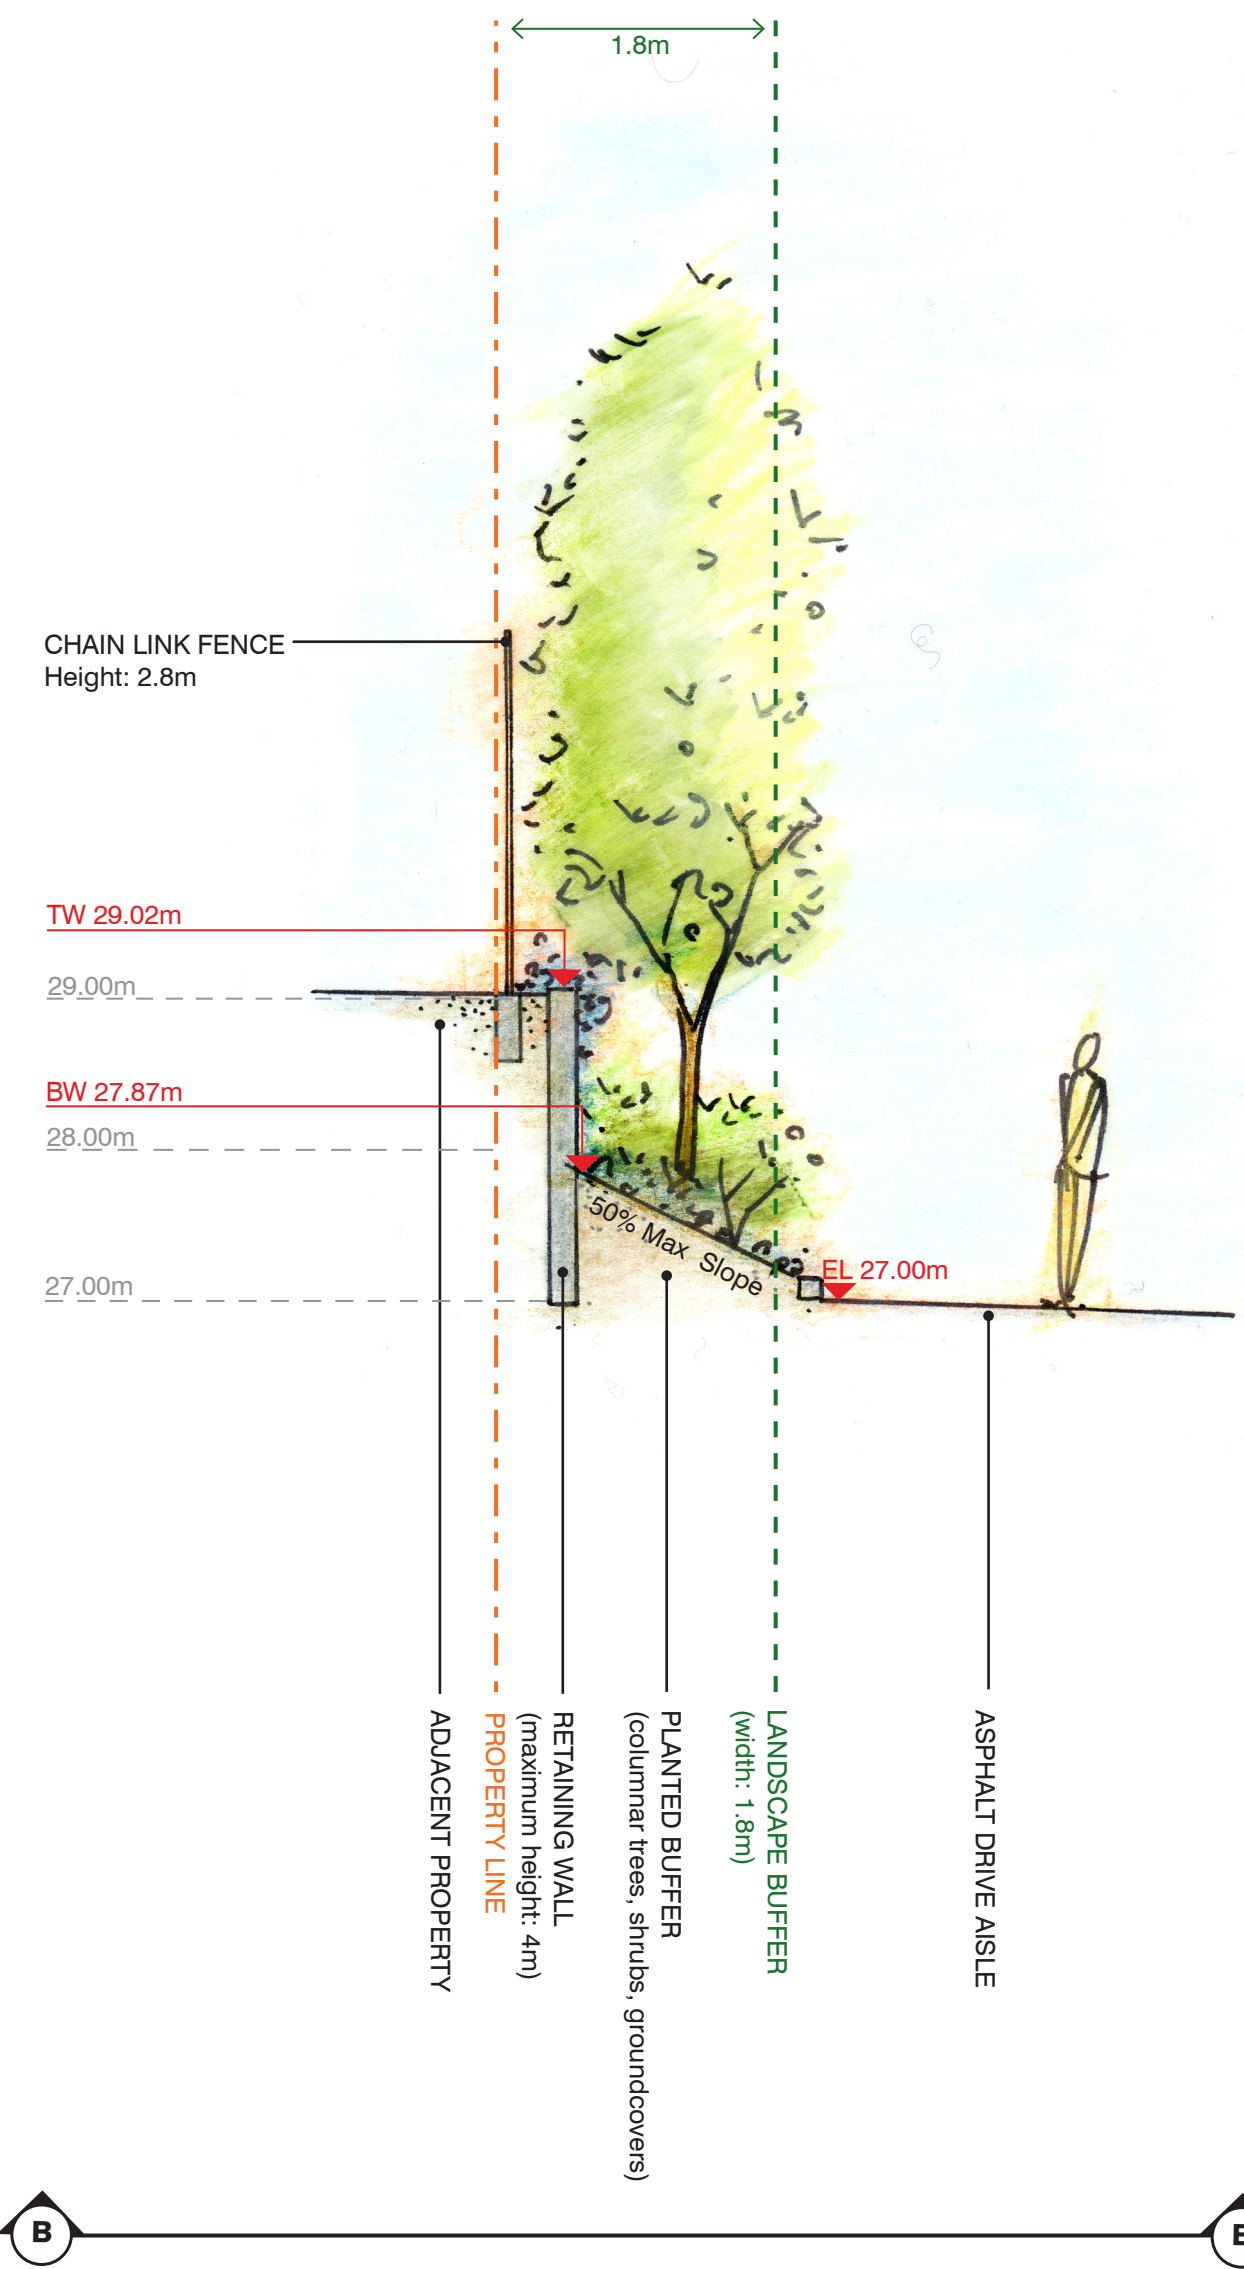 1.8m
CHAIN LINK FENCE
Height: 2.8m
TW 29.02m
29.00m
BW 27.87m
28.00m
50% Max Slope
EL 27.00m
27.00m
ADJACENT PROPERTY
PROPERTY LINE
RETAINING WALL
(maximum height: 4m)
PLANTED BUFFER
(columnar trees, shrubs, groundcovers)
LANDSCAPE BUFFER
(width: 1.8m)
ASPHALT DRIVE AISLE
B